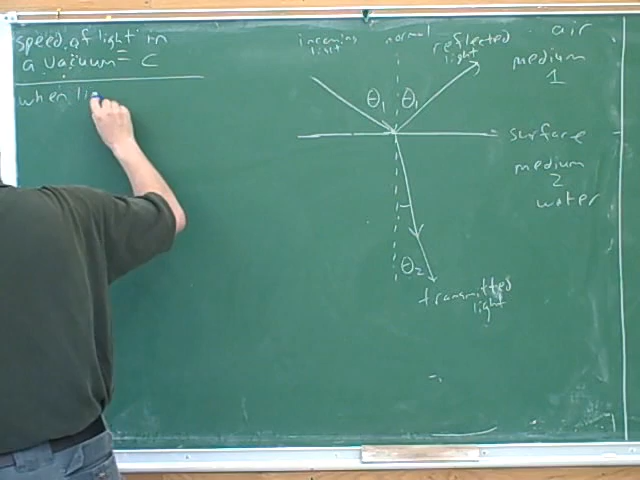 speed of light in
a vacuum = c
when li
incoming
light
normal
reflected
light
air
medium
1
θ1
θ1
surface
medium
2
water
θ2
transmitted
light